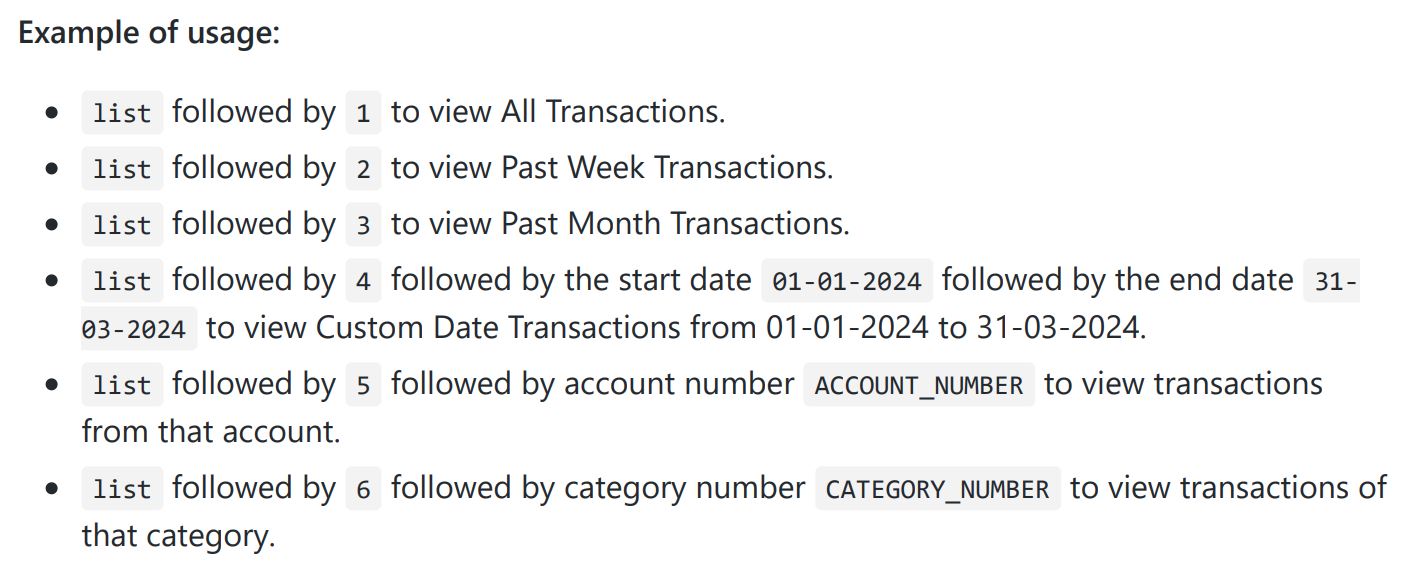 Example of usage:
• list followed by 1 to view All Transactions.
• list followed by 2 to view Past Week Transactions.
• list followed by 3 to view Past Month Transactions.
• list followed by 4 followed by the start date 01-01-2024 followed by the end date 31-
03-2024 to view Custom Date Transactions from 01-01-2024 to 31-03-2024.
• list followed by 5 followed by account number ACCOUNT_NUMBER to view transactions
from that account.
• list followed by 6 followed by category number CATEGORY_NUMBER to view transactions of
that category.